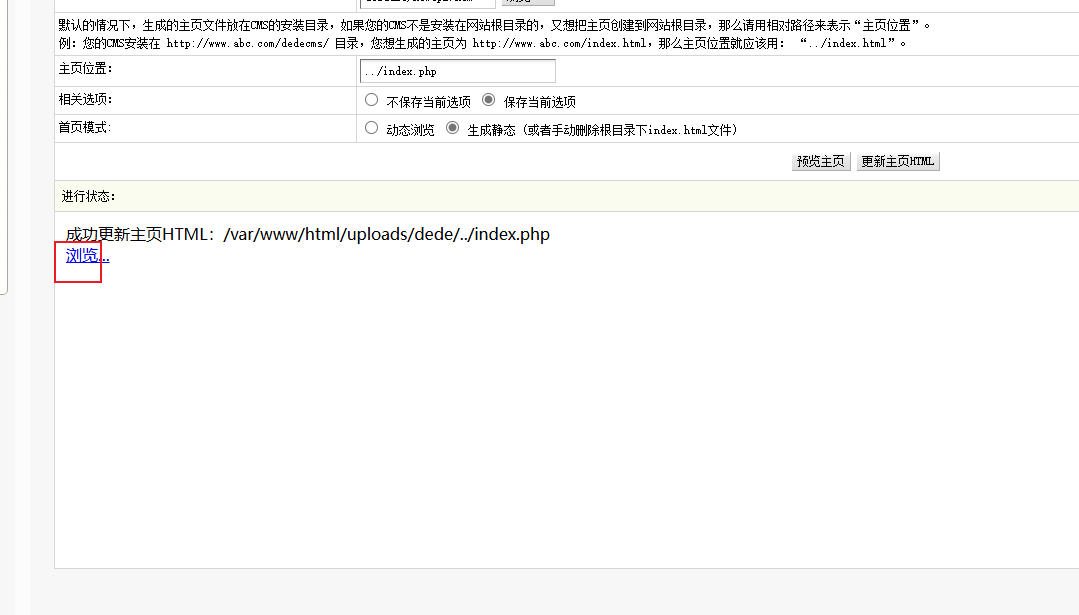 默认的情况下，生成的主页文件放在CMS的安装目录，如果您的CMS不是安装在网站根目录的，又想把主页创建到网站根目录，那么请用相对路径来表示“主页位置”。
例：您的CMS安装在 http://www.abc.com/dedecms/ 目录，您想生成的主页为 http://www.abc.com/index.html，那么主页位置就应该用： “../index.html”。
主页位置： ../index.php
相关选项： 不保存当前选项 保存当前选项
首页模式: 动态浏览 生成静态（或者手动删除根目录下index.html文件）
预览主页 更新主页HTML
进行状态：
成功更新主页HTML：/var/www/html/uploads/dede/../index.php
浏览...